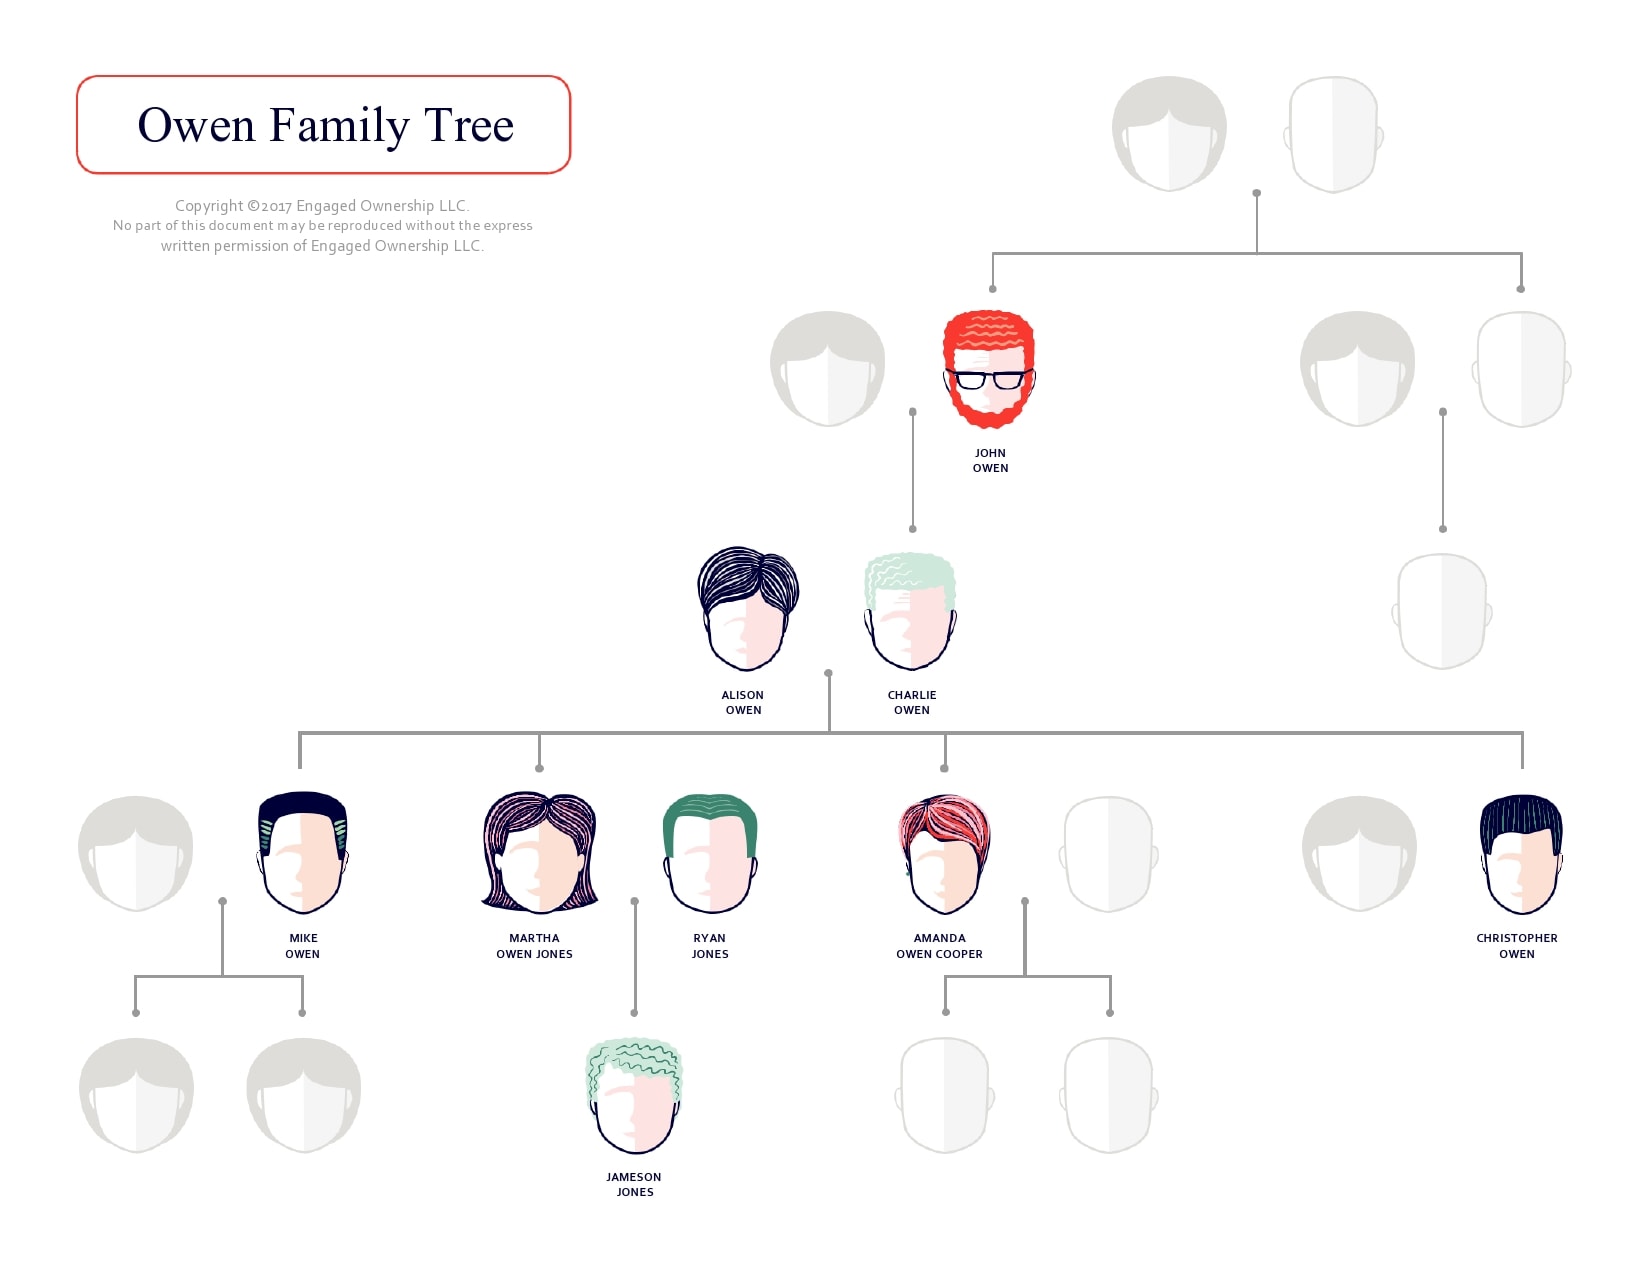 Owen Family Tree
Copyright ©2017 Engaged Ownership LLC.
No part of this document may be reproduced without the express
written permission of Engaged Ownership LLC.
JOHN
OWEN
ALISON
OWEN
CHARLIE
OWEN
MIKE
OWEN
MARTHA
OWEN JONES
RYAN
JONES
AMANDA
OWEN COOPER
CHRISTOPHER
OWEN
JAMESON
JONES